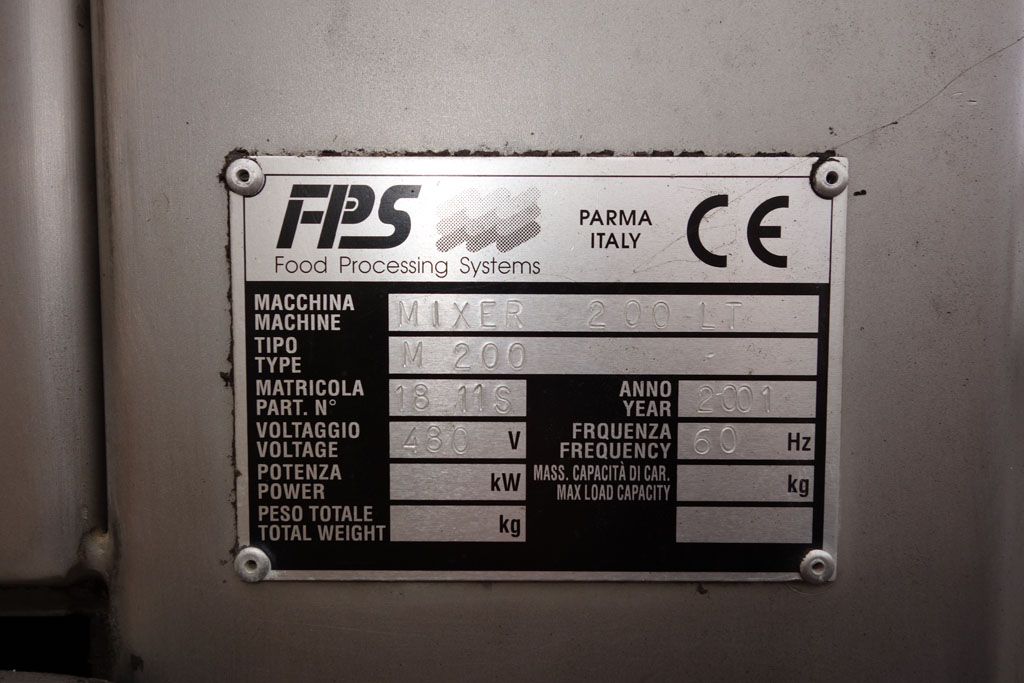 FPS
Food Processing Systems
PARMA
ITALY
CE
MACCHINA
MACHINE
MIXER 200 LT
TIPO
TYPE
M 200
MATRICOLA
PART. N°
18 11S
ANNO
YEAR
2001
VOLTAGGIO
VOLTAGE
480 V
FRQUENZA
FREQUENCY
60 Hz
POTENZA
POWER
kW
MASS. CAPACITÀ DI CAR.
MAX LOAD CAPACITY
kg
PESO TOTALE
TOTAL WEIGHT
kg